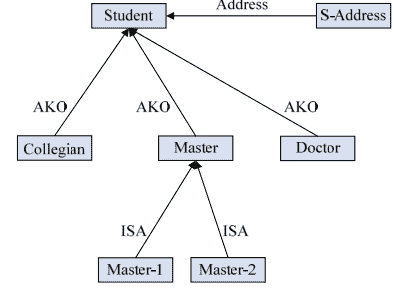 Address
Student
S-Address
AKO
AKO
AKO
Collegian
Master
Doctor
ISA
ISA
Master-1
Master-2